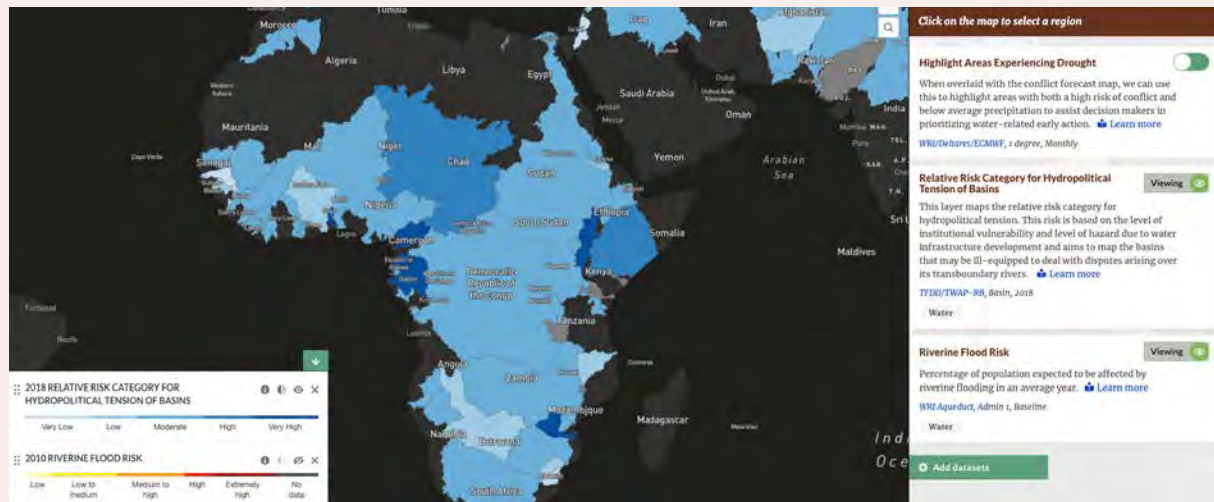 Tunisia
Morocco
Algeria
Libya
Egypt
Iraq
Iran
Afghanistan
Pakistan
Saudi Arabia
United Arab
Emirates
Oman
India
Mauritania
Mali
Niger
Chad
Sudan
Yemen
Arabian
Sea
Senegal
Nigeria
South Sudan
Ethiopia
Somalia
Cameroon
Lagos
Gabon
Democratic
Republic of
the congo
Kenya
Tanzania
Maldives
Angola
Zambia
Mozambique
Madagascar
Namibia
Botswana
South Africa
Click on the map to select a region
Highlight Areas Experiencing Drought
When overlaid with the conflict forecast map, we can use
this to highlight areas with both a high risk of conflict and
below average precipitation to assist decision makers in
prioritizing water-related early action. Learn more
WRI/Deltares/ECMWF, 1 degree, Monthly
Relative Risk Category for Hydropolitical
Tension of Basins
Viewing
This layer maps the relative risk category for
hydropolitical tension. This risk is based on the level of
institutional vulnerability and level of hazard due to water
infrastructure development and aims to map the basins
that may be ill-equipped to deal with disputes arising over
its transboundary rivers. Learn more
TFDD/TWAP-RB, Basin, 2018
Water
Riverine Flood Risk
Viewing
Percentage of population expected to be affected by
riverine flooding in an average year. Learn more
WRI Aqueduct, Admin 1, Baseline
Water
Add datasets
2018 RELATIVE RISK CATEGORY FOR
HYDROPOLITICAL TENSION OF BASINS
Very Low Low Moderate High Very High
2010 RIVERINE FLOOD RISK
Low Low to medium Medium to high High Extremely high No data